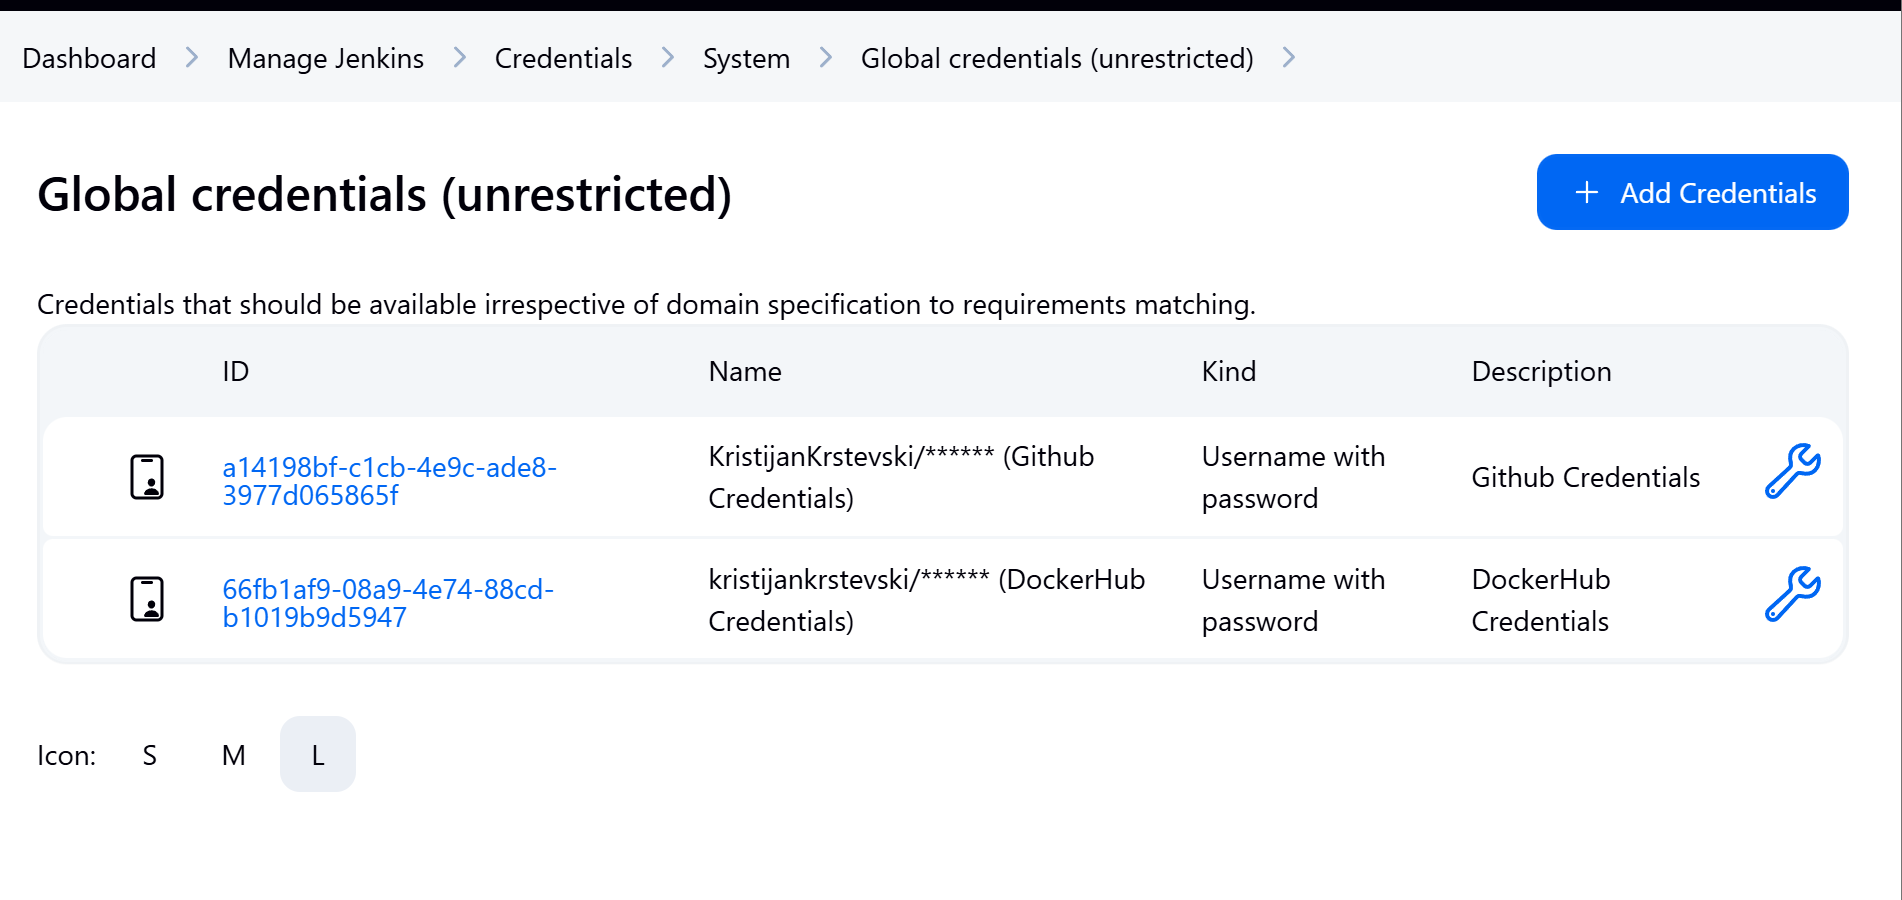 Dashboard > Manage Jenkins > Credentials > System > Global credentials (unrestricted) >
Global credentials (unrestricted)
+ Add Credentials
Credentials that should be available irrespective of domain specification to requirements matching.
ID Name Kind Description
a14198bf-c1cb-4e9c-ade8-
3977d065865f
KristijanKrstevski/****** (Github
Credentials)
Username with
password
Github Credentials
66fb1af9-08a9-4e74-88cd-
b1019b9d5947
kristijankrstevski/****** (DockerHub
Credentials)
Username with
password
DockerHub
Credentials
Icon: S M L